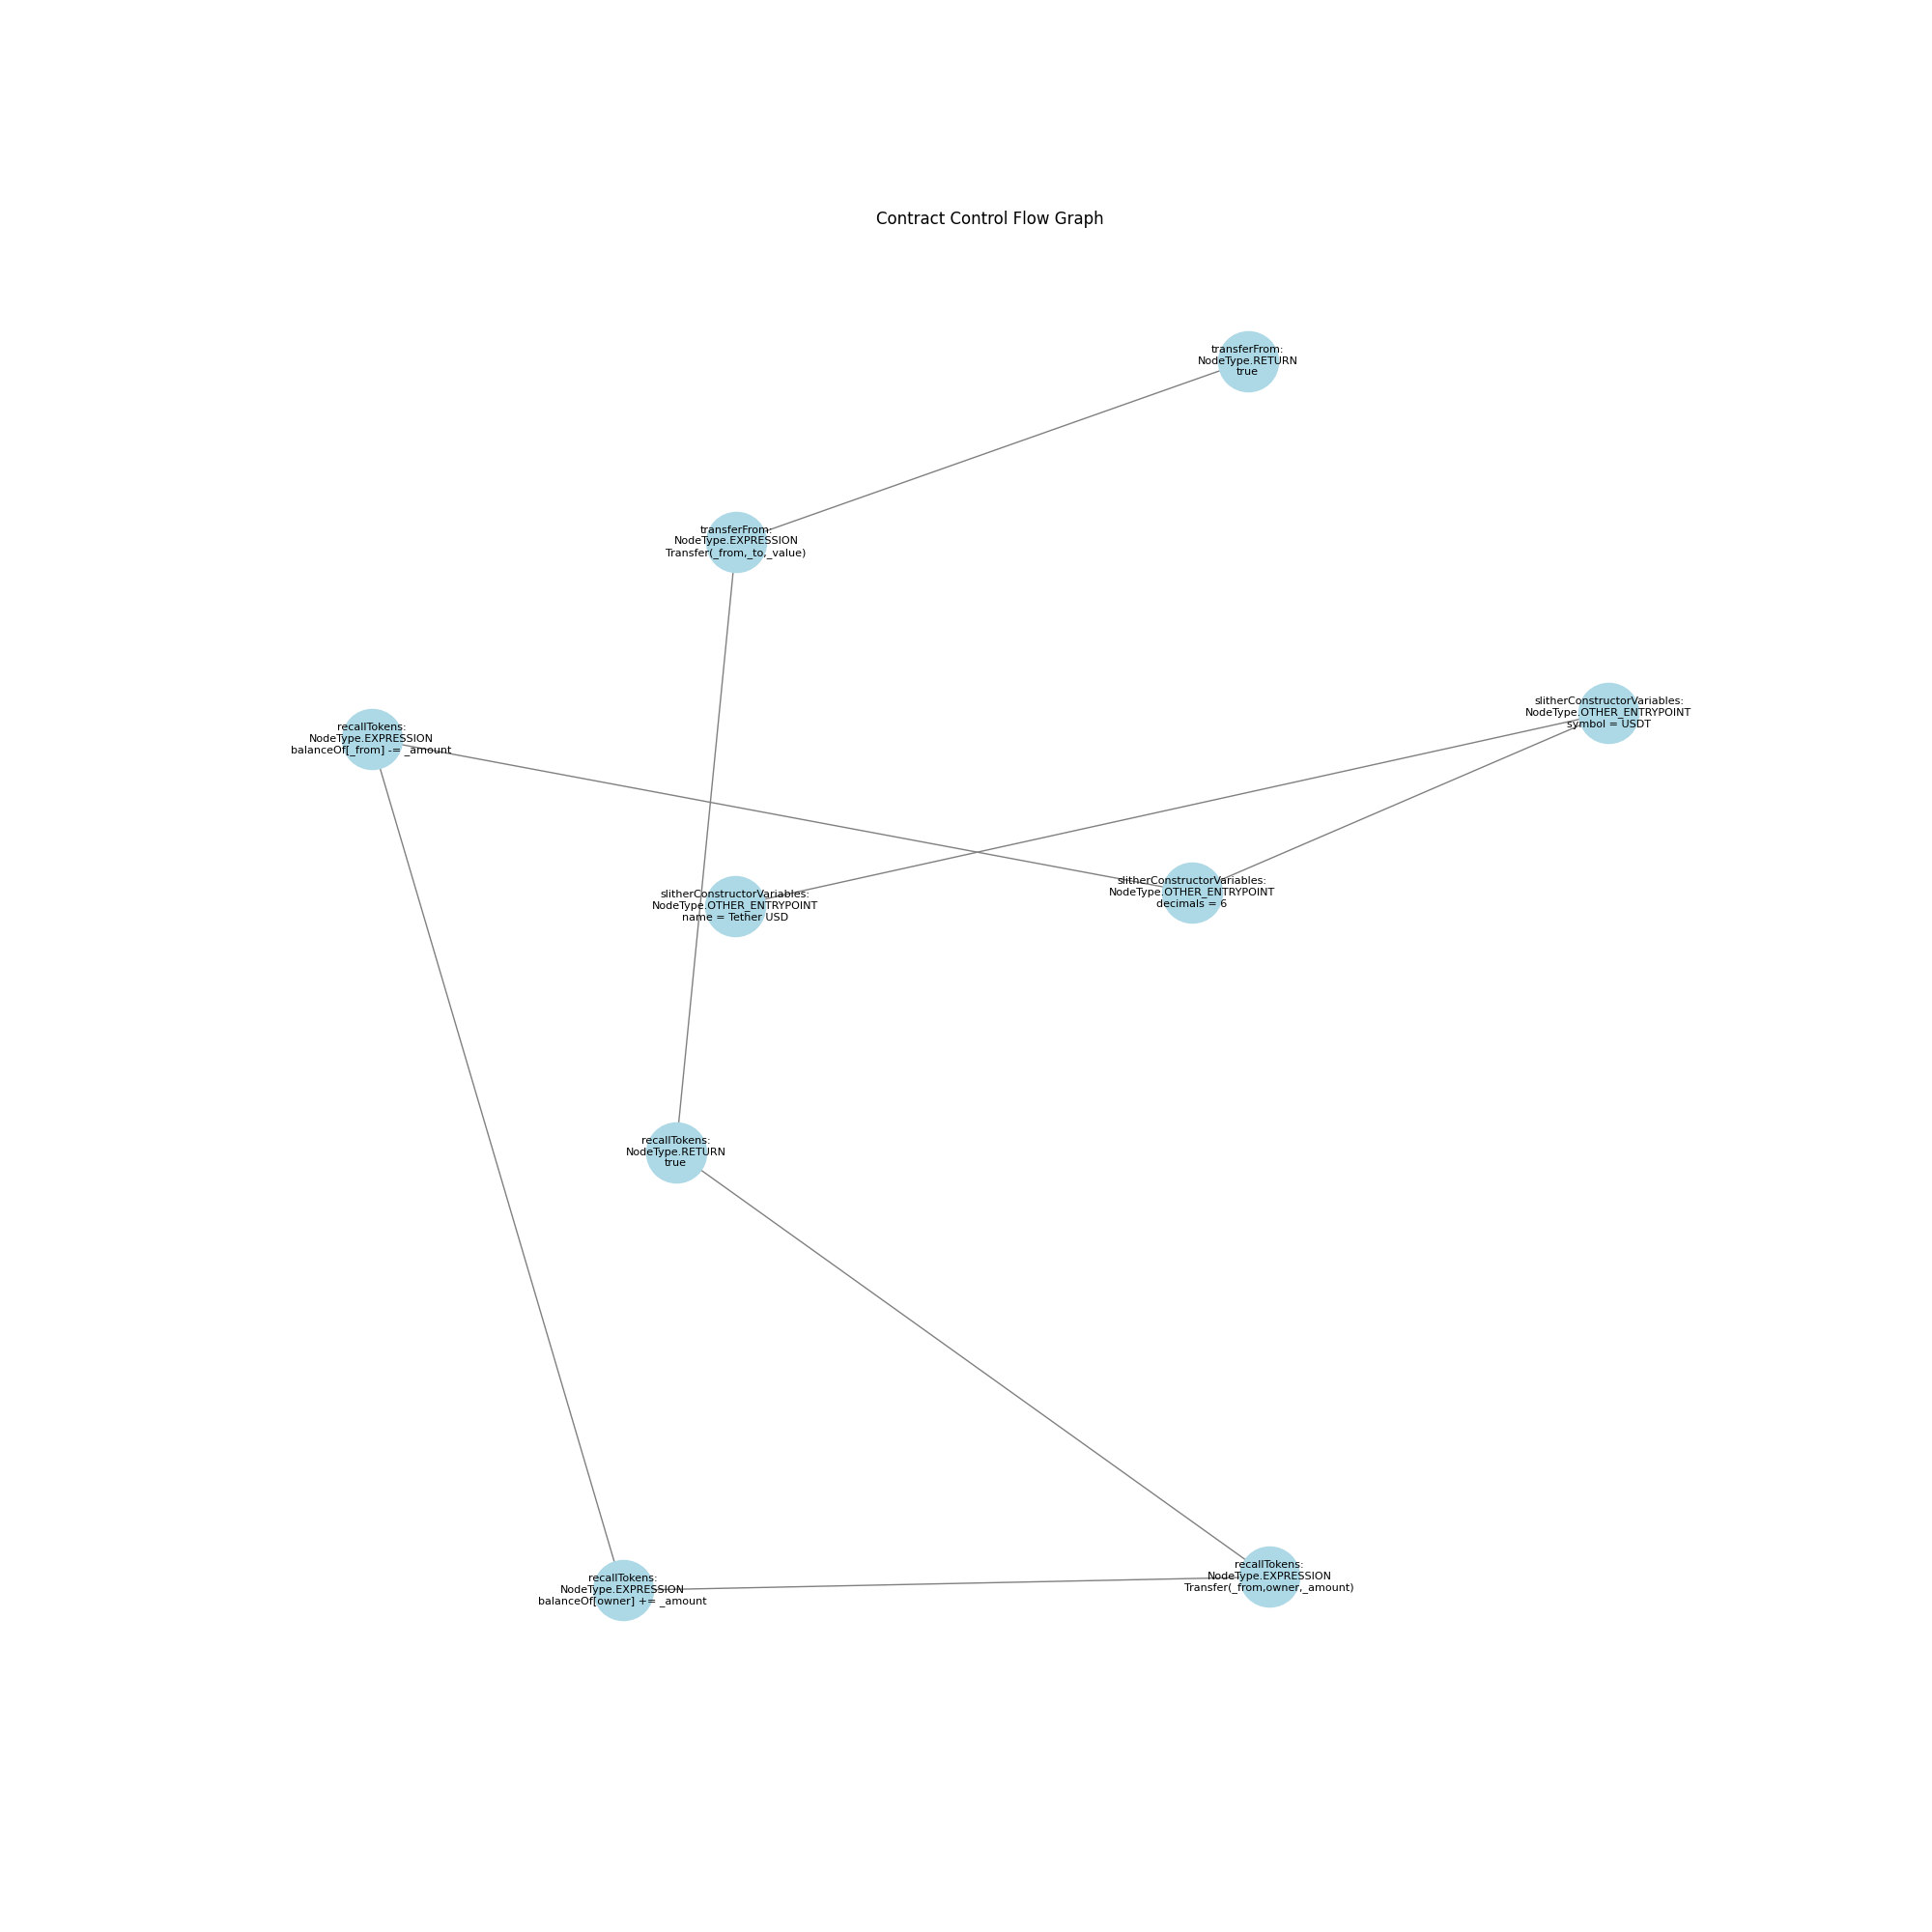 Contract Control Flow Graph
transferFrom:
NodeType.RETURN
true
transferFrom:
NodeType.EXPRESSION
Transfer(_from,_to,_value)
slitherConstructorVariables:
NodeType.OTHER_ENTRYPOINT
symbol = USDT
recallTokens:
NodeType.EXPRESSION
balanceOf[_from] -= _amount
slitherConstructorVariables:
NodeType.OTHER_ENTRYPOINT
name = Tether USD
slitherConstructorVariables:
NodeType.OTHER_ENTRYPOINT
decimals = 6
recallTokens:
NodeType.RETURN
true
recallTokens:
NodeType.EXPRESSION
balanceOf[owner] += _amount
recallTokens:
NodeType.EXPRESSION
Transfer(_from,owner,_amount)